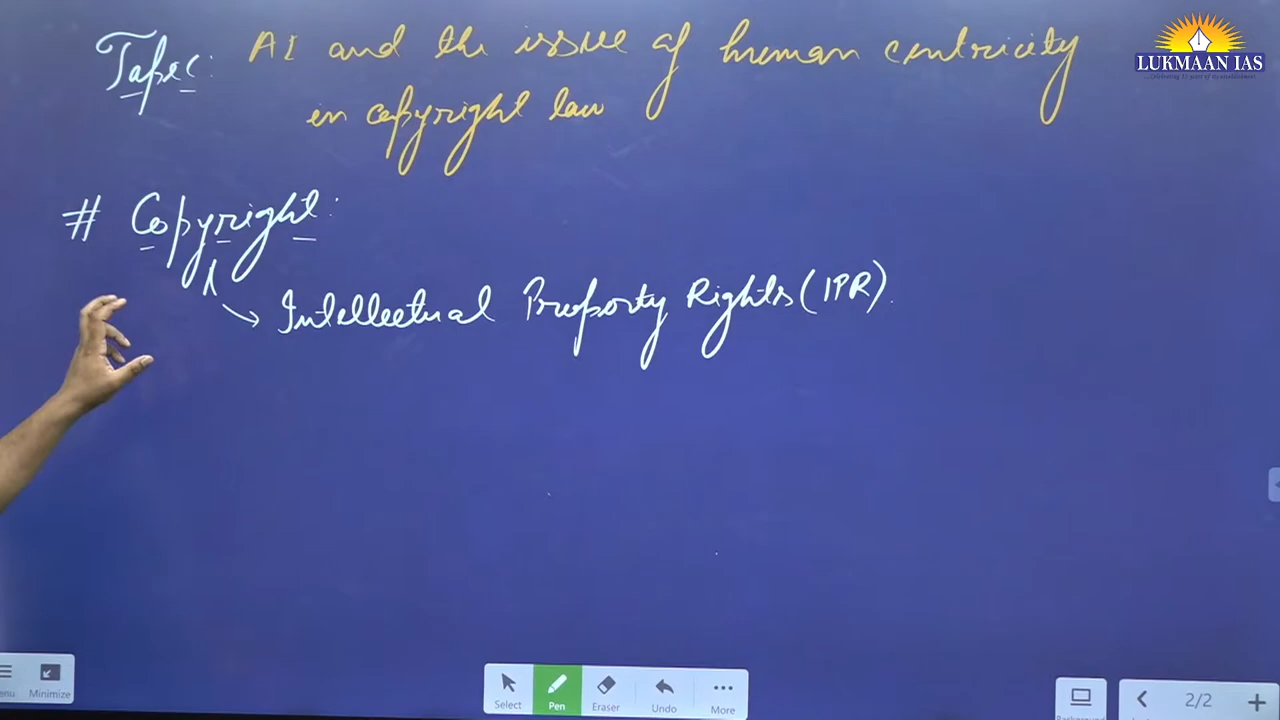 Topic: AI and the issue of human centricity
in copyright law
LUKMAAN IAS
# Copyright:
Intellectual Property Rights (IPR).
enu
Minimize
Select
Pen
Eraser
Undo
More
2/2